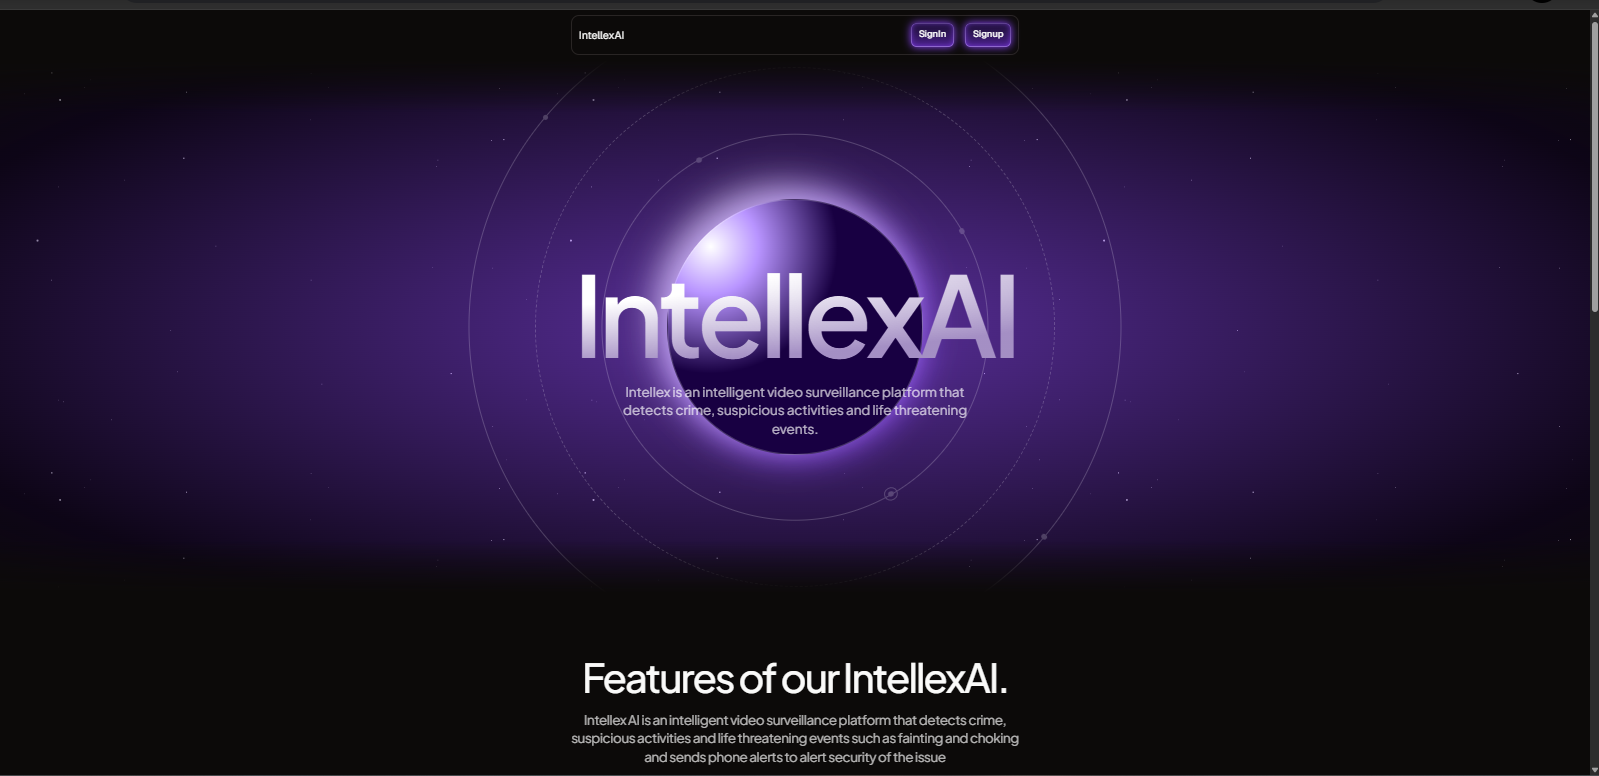 IntellexAI
SignIn
Signup
IntellexAI
Intellex is an intelligent video surveillance platform that
detects crime, suspicious activities and life threatening
events.
Features of our IntellexAI.
Intellex AI is an intelligent video surveillance platform that detects crime,
suspicious activities and life threatening events such as fainting and choking
and sends phone alerts to alert security of the issue